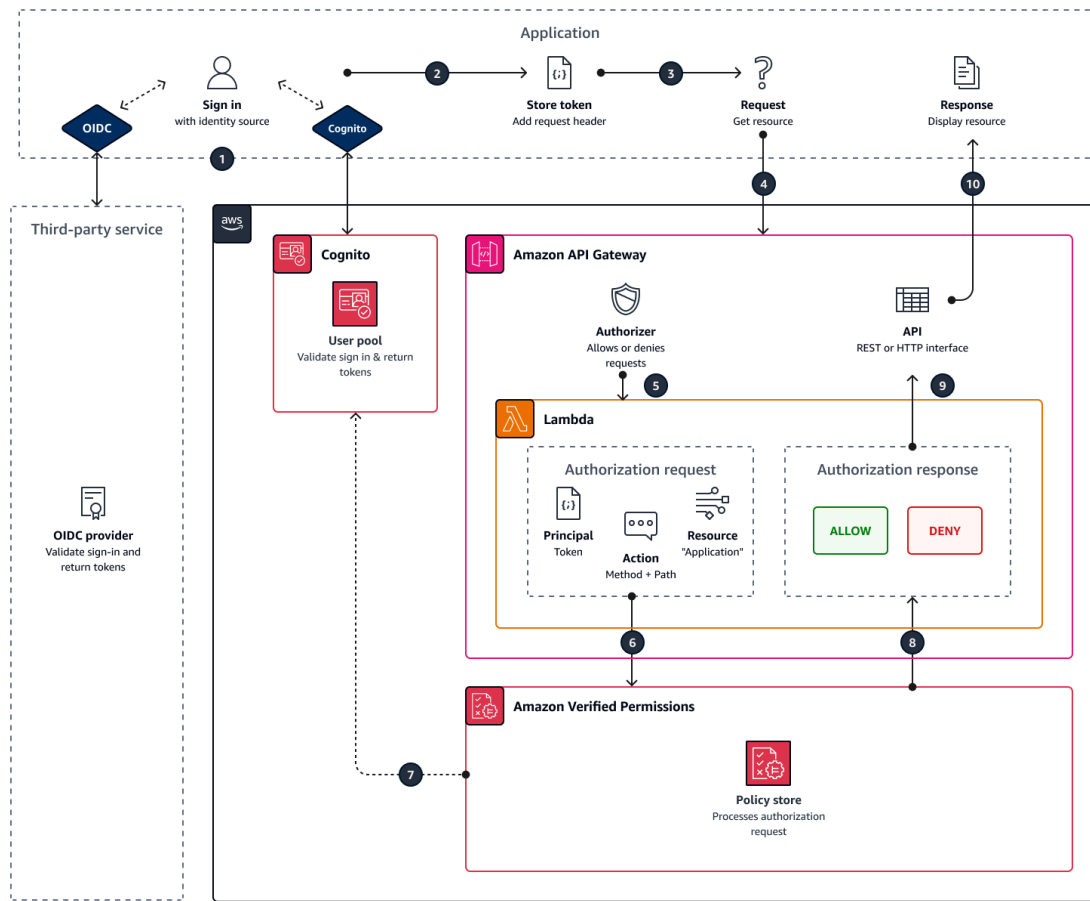 Application
Sign in
with identity source
OIDC
Cognito
1
2
Store token
Add request header
3
Request
Get resource
Response
Display resource
4
10
Third-party service
OIDC provider
Validate sign-in and
return tokens
aws
Cognito
User pool
Validate sign in & return
tokens
Amazon API Gateway
Authorizer
Allows or denies
requests
API
REST or HTTP interface
5
9
Lambda
Authorization request
{;}
Principal
Token
Action
Method + Path
Resource
"Application"
Authorization response
ALLOW
DENY
6
8
7
Amazon Verified Permissions
Policy store
Processes authorization
request